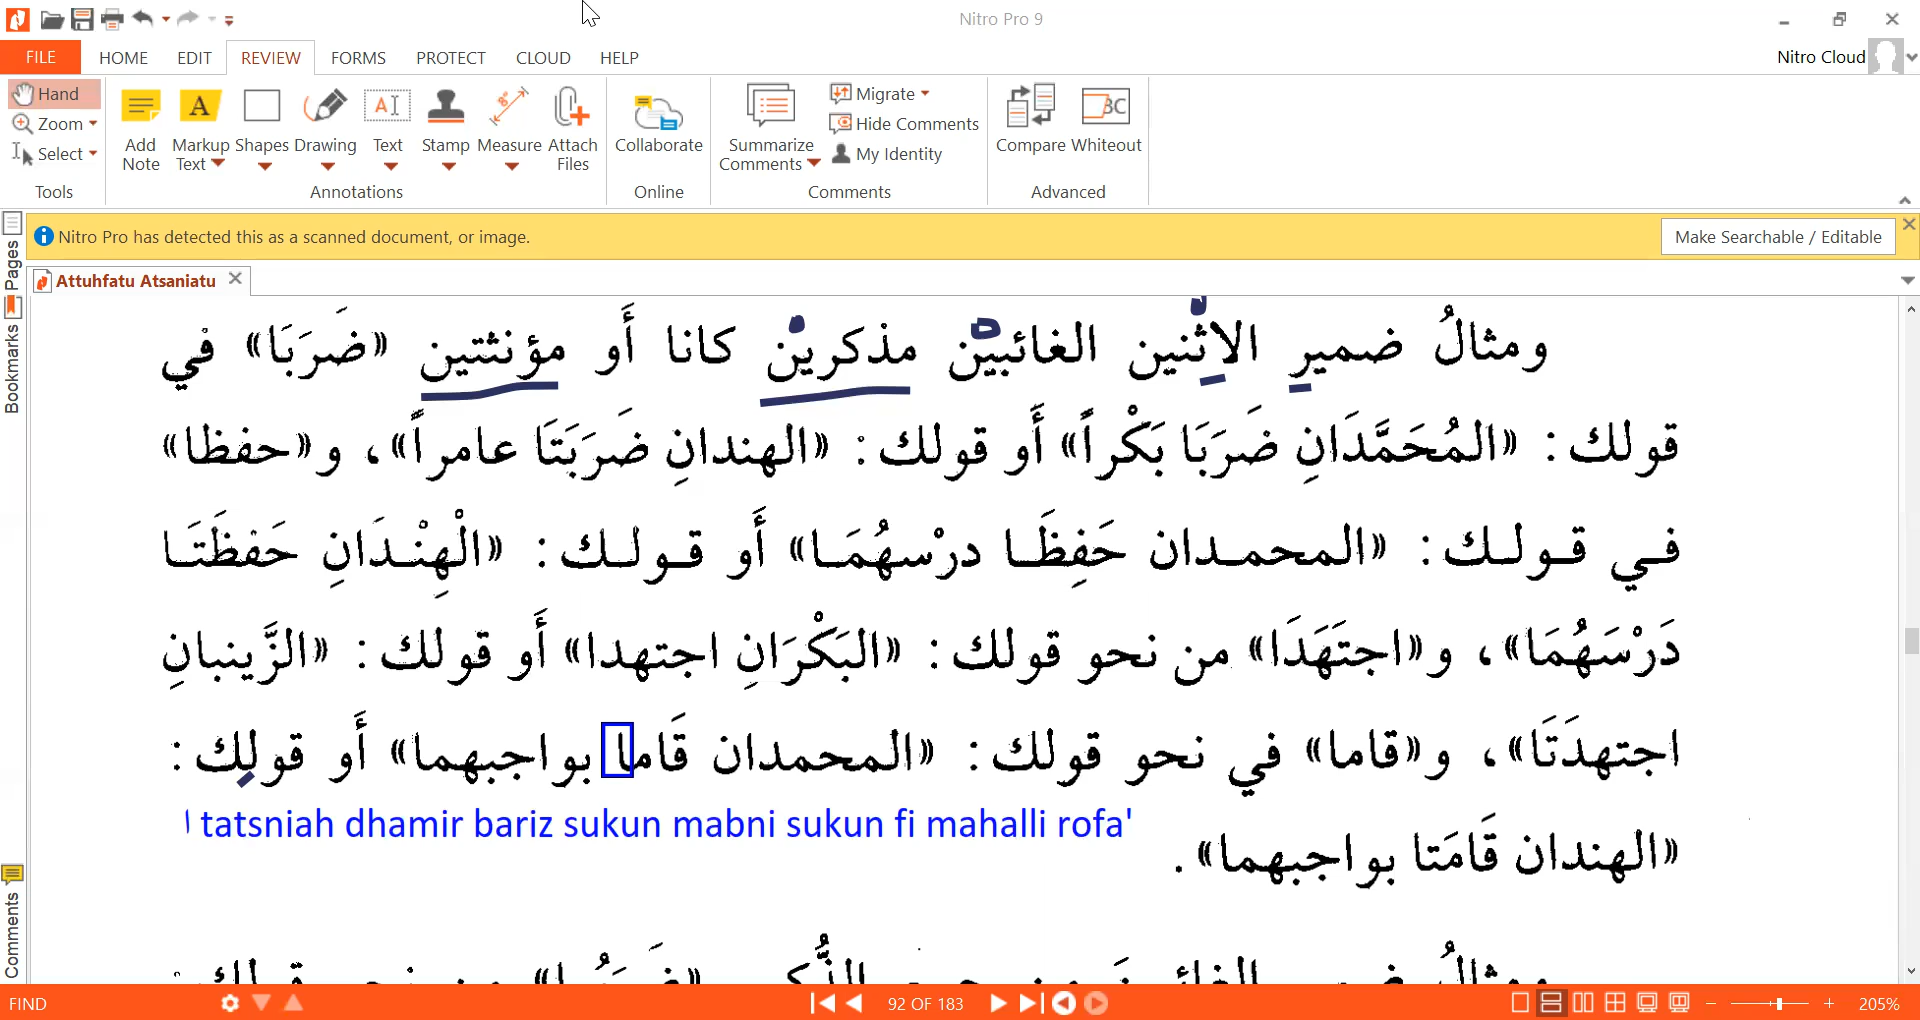 Nitro Pro 9
FILE HOME EDIT REVIEW FORMS PROTECT CLOUD HELP
Nitro Cloud
Hand
Zoom
Select
Tools
Add Note
Markup Text
Shapes
Drawing
Text
Stamp
Measure
Attach Files
Annotations
Collaborate
Online
Summarize Comments
Migrate
Hide Comments
My Identity
Comments
Compare
Whiteout
Advanced
Nitro Pro has detected this as a scanned document, or image.
Make Searchable / Editable
Pages
Bookmarks
Comments
Attuhfatu Atsaniatu
ومثالُ ضمير الاثنين الغائبين مذكرين كانا أو مؤنثتين «ضَرَبَا» في
قولك : «المُحَمَّدَانِ ضَرَبَا بَكْراً» أو قولك : «الهندانِ ضَرَبَتَا عامراً» ، و«حفظا»
في قولك : «المحمدان حَفِظَا درْسهُمَا» أو قولك : «الْهِنْدَانِ حَفظَتَا
دَرْسَهُمَا» ، و«اجتَهَدَا» من نحو قولك : «البَكْرَانِ اجتهدا» أو قولك : «الزَّينبانِ
اجتهدَتَا» ، و«قاما» في نحو قولك : «المحمدان قَاما بواجبهما» أو قولك :
ا tatsniah dhamir bariz sukun mabni sukun fi mahalli rofa'
«الهندان قَامَتا بواجبهما» .
FIND
92 OF 183
205%